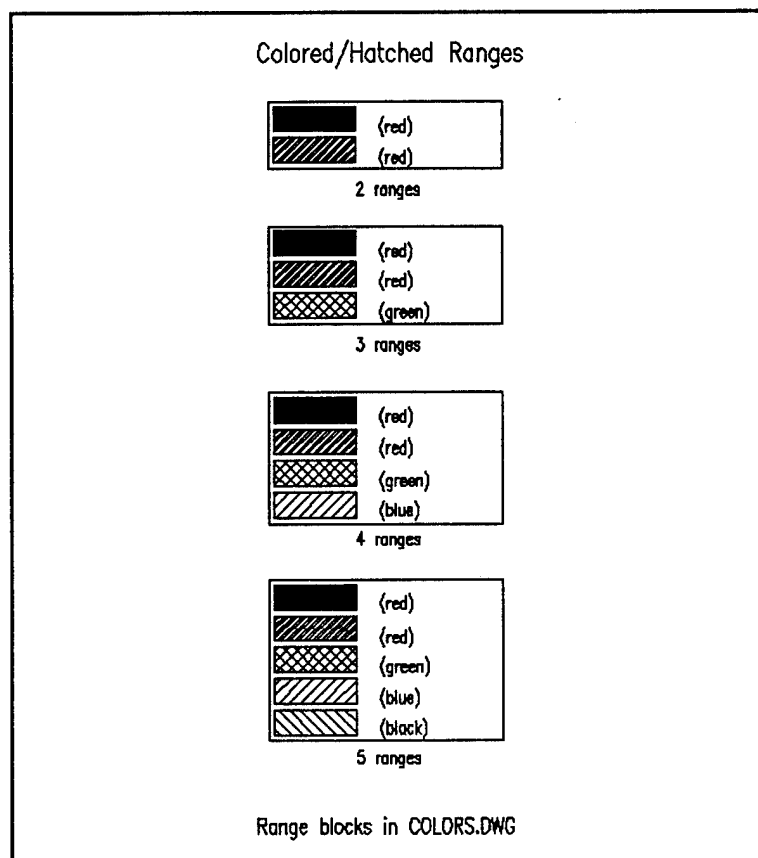 Colored/Hatched Ranges
(red)
(red)
2 ranges
(red)
(red)
(green)
3 ranges
(red)
(red)
(green)
(blue)
4 ranges
(red)
(red)
(green)
(blue)
(black)
5 ranges
Range blocks in COLORS.DWG